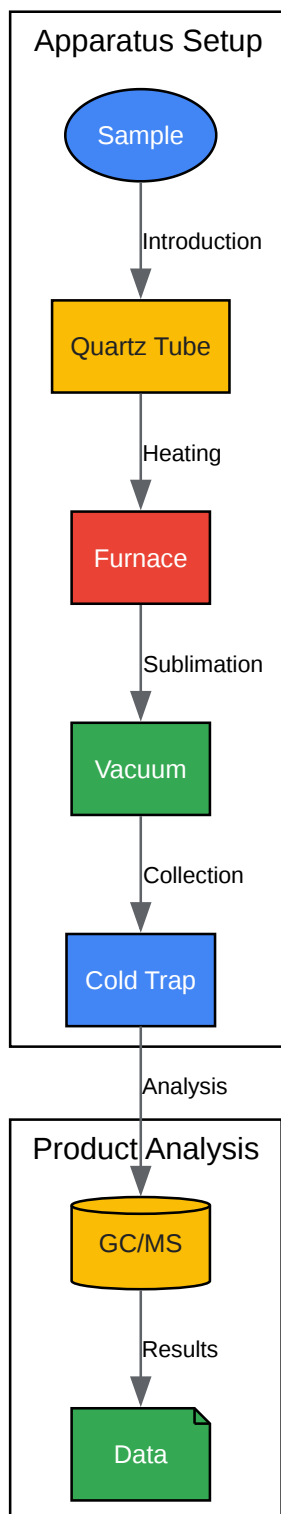 Apparatus Setup
Sample
Introduction
Quartz Tube
Heating
Furnace
Sublimation
Vacuum
Collection
Cold Trap
Analysis
Product Analysis
GC/MS
Results
Data